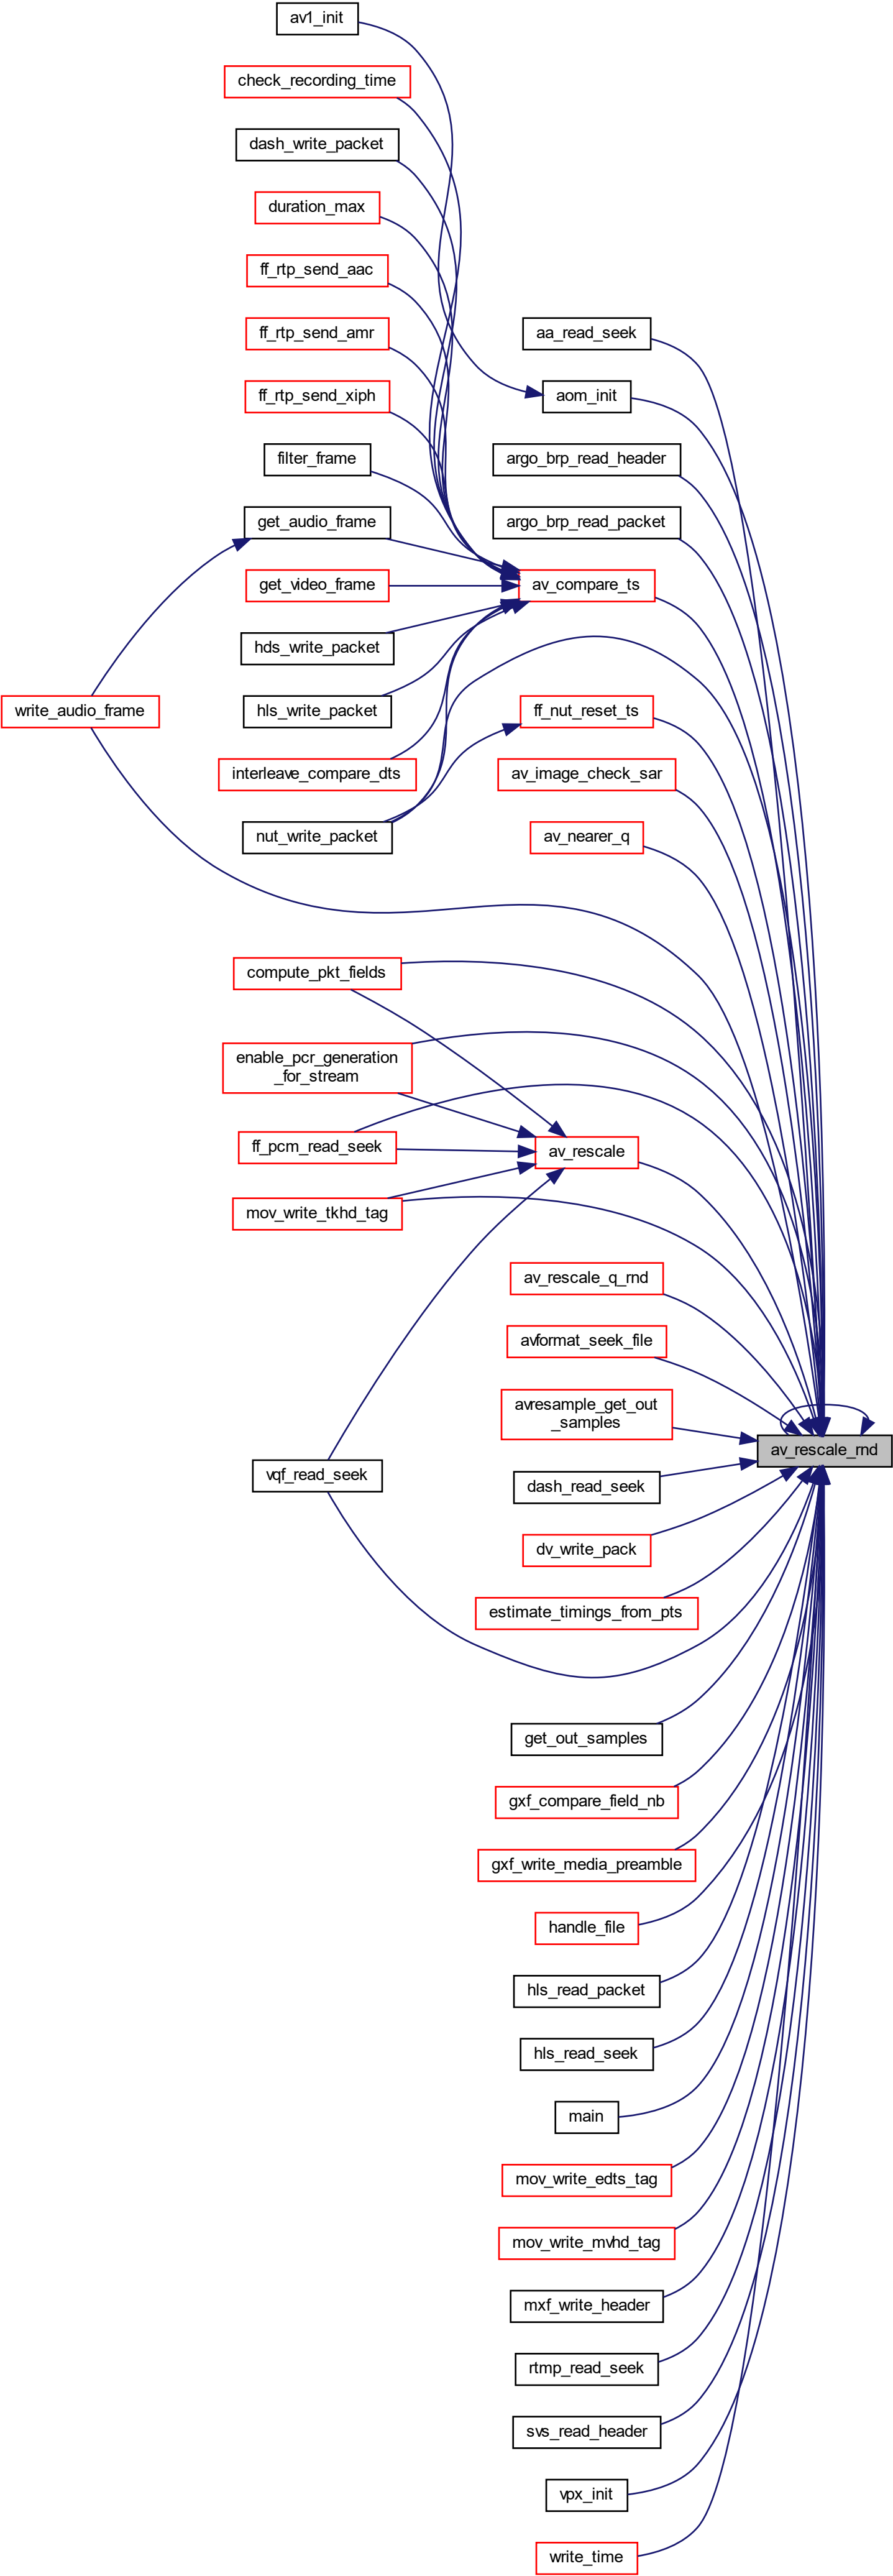 av1_init
check_recording_time
dash_write_packet
duration_max
ff_rtp_send_aac
aa_read_seek
ff_rtp_send_amr
ff_rtp_send_xiph
aom_init
filter_frame
argo_brp_read_header
get_audio_frame
argo_brp_read_packet
get_video_frame
av_compare_ts
hds_write_packet
write_audio_frame
hls_write_packet
ff_nut_reset_ts
interleave_compare_dts
av_image_check_sar
nut_write_packet
av_nearer_q
compute_pkt_fields
enable_pcr_generation
_for_stream
ff_pcm_read_seek
av_rescale
mov_write_tkhd_tag
av_rescale_q_rnd
avformat_seek_file
avresample_get_out
_samples
av_rescale_rnd
vqf_read_seek
dash_read_seek
dv_write_pack
estimate_timings_from_pts
get_out_samples
gxf_compare_field_nb
gxf_write_media_preamble
handle_file
hls_read_packet
hls_read_seek
main
mov_write_edts_tag
mov_write_mvhd_tag
mxf_write_header
rtmp_read_seek
svs_read_header
vpx_init
write_time